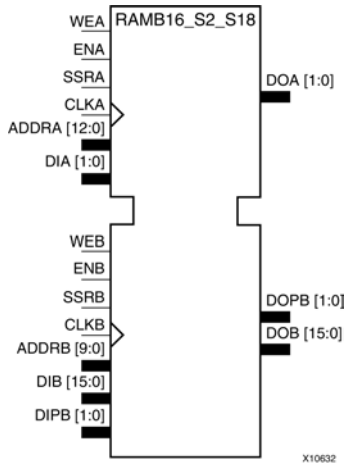 WEA
RAMB16_S2_S18
ENA
DOA [1:0]
SSRA
CLKA
ADDRA [12:0]
DIA [1:0]
WEB
ENB
SSRB
DOPB [1:0]
CLKB
DOB [15:0]
ADDRB [9:0]
DIB [15:0]
DIPB [1:0]
X10632